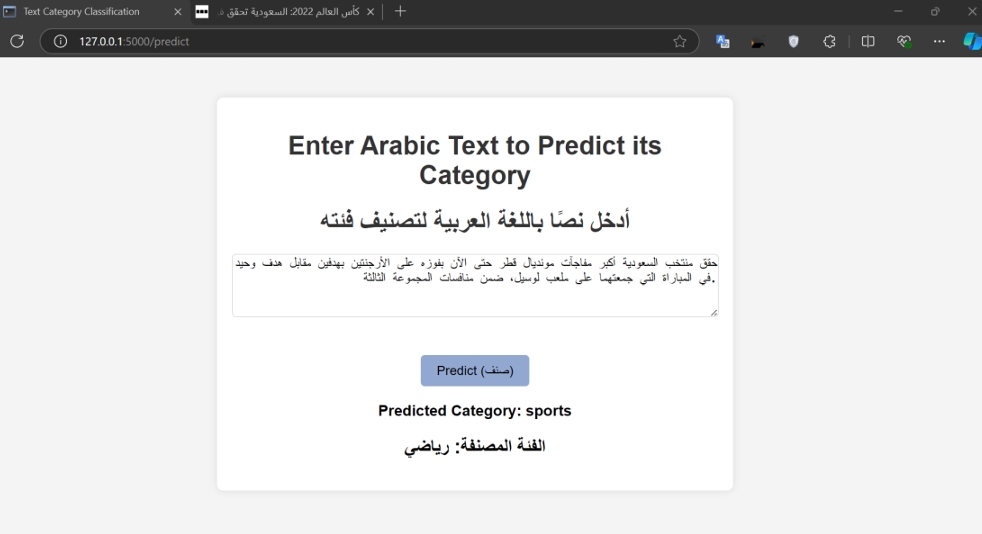 Text Category Classification
كأس العالم 2022: السعودية تحقق
127.0.0.1:5000/predict
Enter Arabic Text to Predict its
Category
أدخل نصًا باللغة العربية لتصنيف فئته
حقق منتخب السعودية أكبر مفاجآت مونديال قطر حتى الآن بفوزه على الأرجنتين بهدفين مقابل هدف وحيد
.في المباراة التي جمعتهما على ملعب لوسيل، ضمن منافسات المجموعة الثالثة
Predict (صنف)
Predicted Category: sports
الفئة المصنفة: رياضي